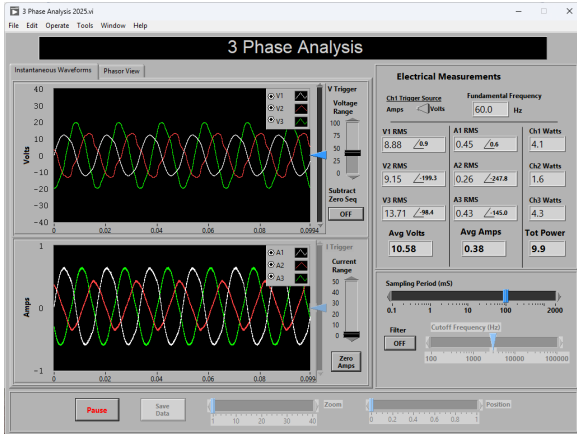 3 Phase Analysis 2025.vi
File Edit Operate Tools Window Help
3 Phase Analysis
Instantaneous Waveforms
Phasor View
40
30
20
10
0
-10
-20
-30
-40
Volts
0 0.02 0.04 0.06 0.08 0.0994
V1
V2
V3
V Trigger
Voltage
Range
100
75
50
25
0
Subtract
Zero Seq
OFF
1
0
-1
Amps
0 0.02 0.04 0.06 0.08 0.0994
A1
A2
A3
I Trigger
Current
Range
50
40
30
20
10
0
Zero
Amps
Electrical Measurements
Ch1 Trigger Source
Amps Volts
Fundamental Frequency
60.0 Hz
V1 RMS A1 RMS Ch1 Watts
8.88 ∠0.9 0.45 ∠0.6 4.1
V2 RMS A2 RMS Ch2 Watts
9.15 ∠-199.3 0.26 ∠-247.8 1.6
V3 RMS A3 RMS Ch3 Watts
13.71 ∠-98.4 0.43 ∠-145.0 4.3
Avg Volts Avg Amps Tot Power
10.58 0.38 9.9
Sampling Period (mS)
0.1 1 10 100 2000
Filter
OFF
Cutoff Frequency (Hz)
100 1000 10000 100000
Pause
Save
Data
Zoom
1 10 20 30 40
Position
0 0.2 0.4 0.6 0.8 1